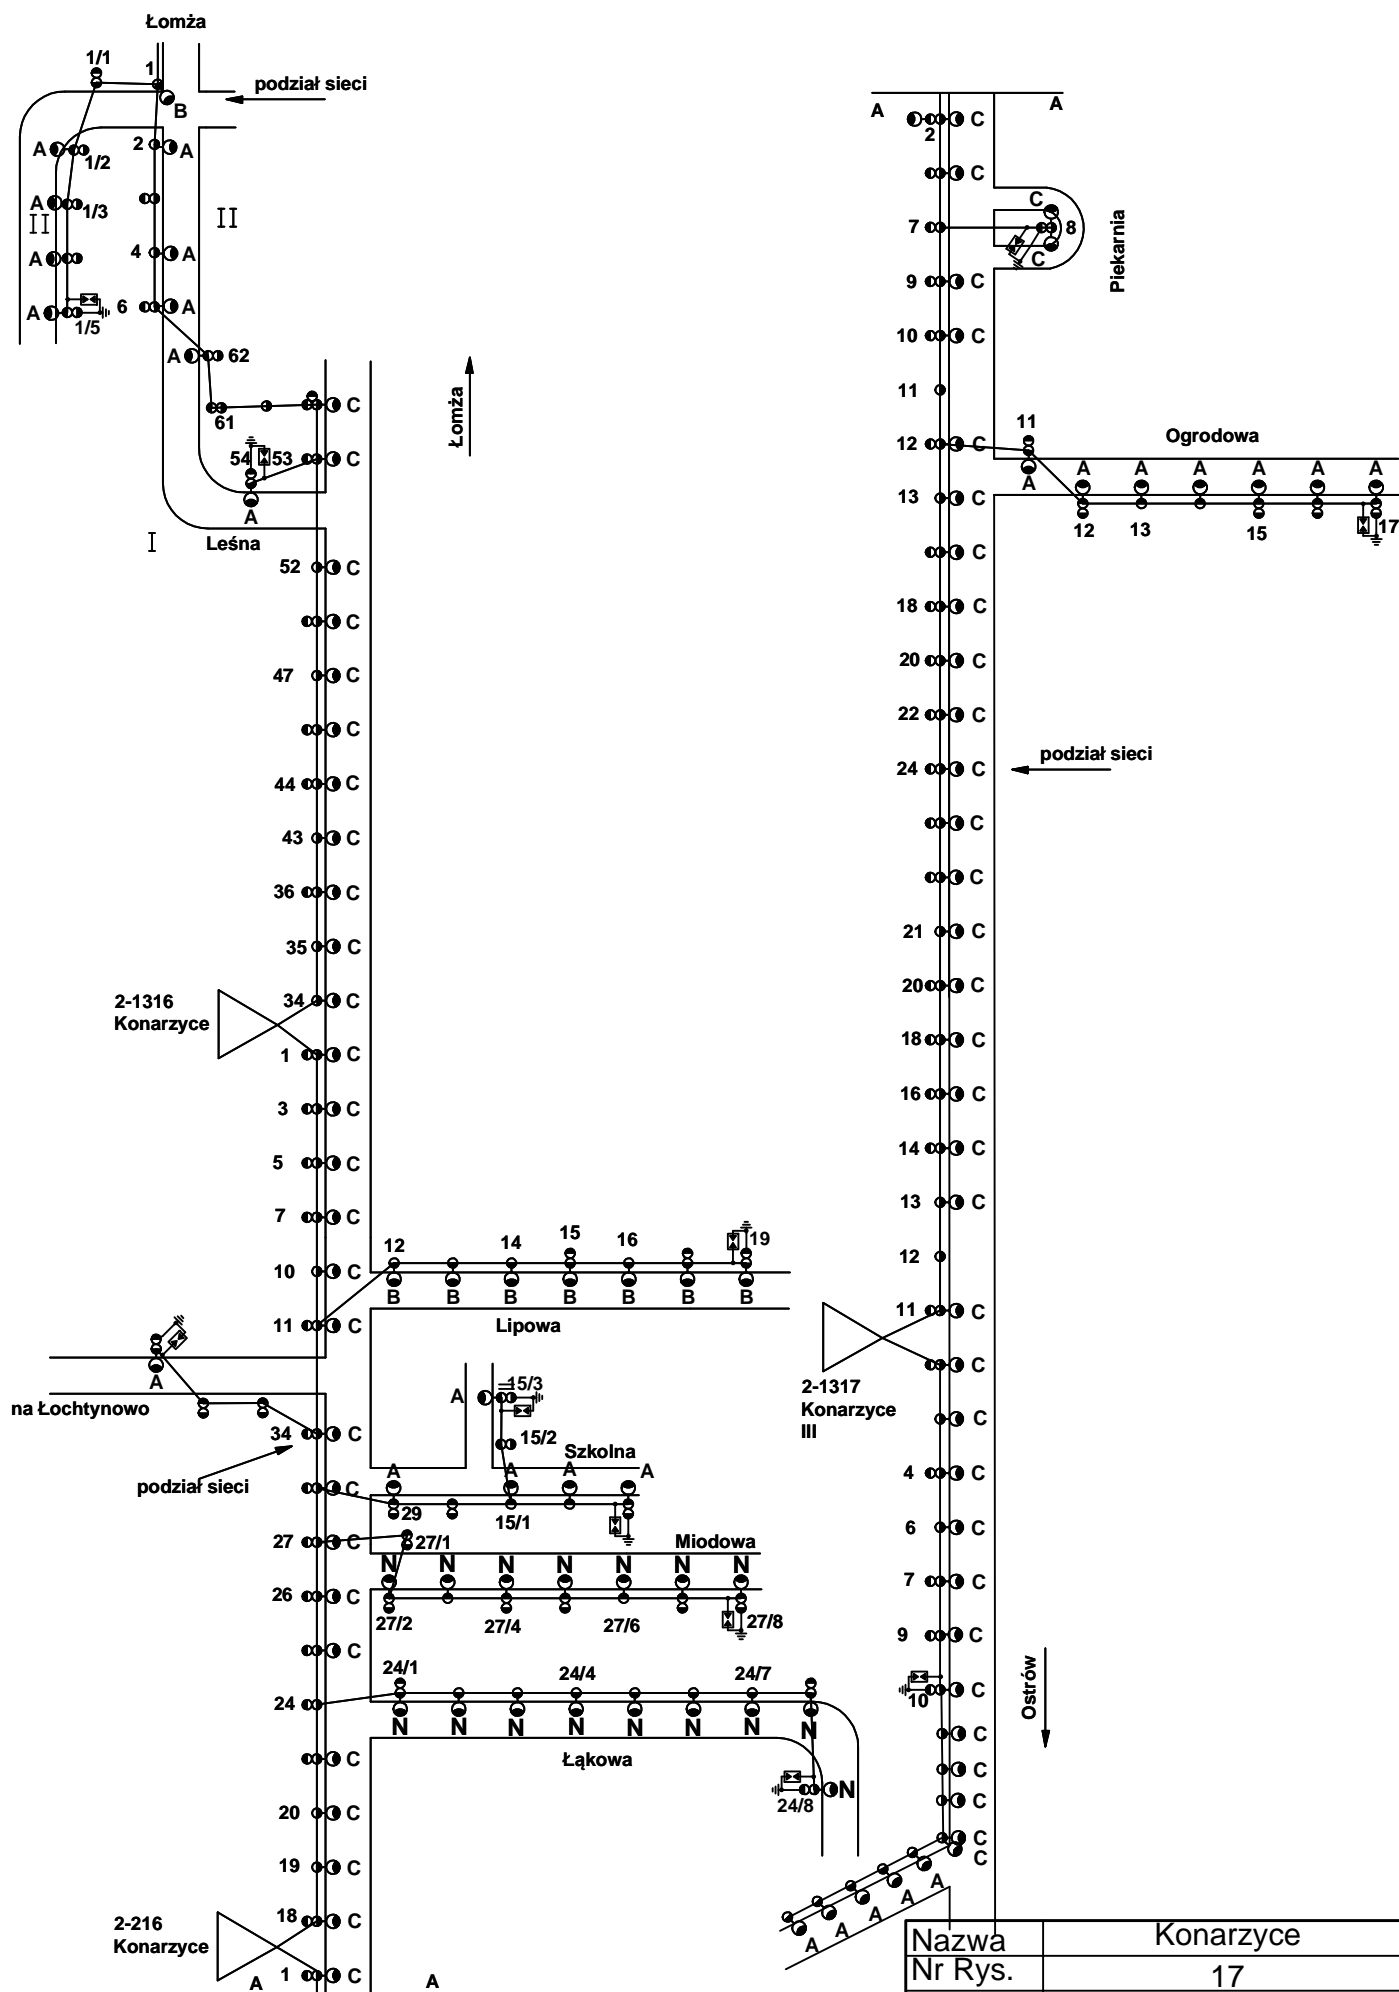 Łomża
1/1
1
podział sieci
B
A
1/2
2
A
A
1/3
II
II
A
4
A
A
1/5
6
A
A
62
C
61
Łomża
54
53
C
A
Leśna
I
52
C
C
47
C
C
44
C
43
C
36
C
35
C
2-1316
Konarzyce
34
C
1
C
3
C
5
C
7
C
10
C
12
14
15
16
19
B
B
B
B
B
B
B
11
C
Lipowa
A
na Łochtynowo
34
C
podział sieci
A
15/3
15/2
Szkolna
A
A
A
A
C
29
15/1
27
C
27/1
Miodowa
N
N
N
N
N
N
N
26
C
27/2
27/4
27/6
27/8
C
24/1
24/4
24/7
24
N
N
N
N
N
N
N
N
C
Łąkowa
24/8
N
20
C
19
C
2-216
Konarzyce
18
C
A
1
C
A
A
A
2
C
C
C
7
8
C
Piekarnia
9
C
10
C
11
12
C
11
Ogrodowa
A
A
A
A
A
A
A
13
C
12
13
15
17
C
18
C
20
C
22
C
24
C
podział sieci
C
C
21
C
20
C
18
C
16
C
14
C
13
C
12
11
C
2-1317
Konarzyce
III
C
C
4
C
6
C
7
C
9
C
Ostrów
10
C
C
C
C
C
C
A
A
A
A
A
Nazwa Konarzyce
Nr Rys. 17